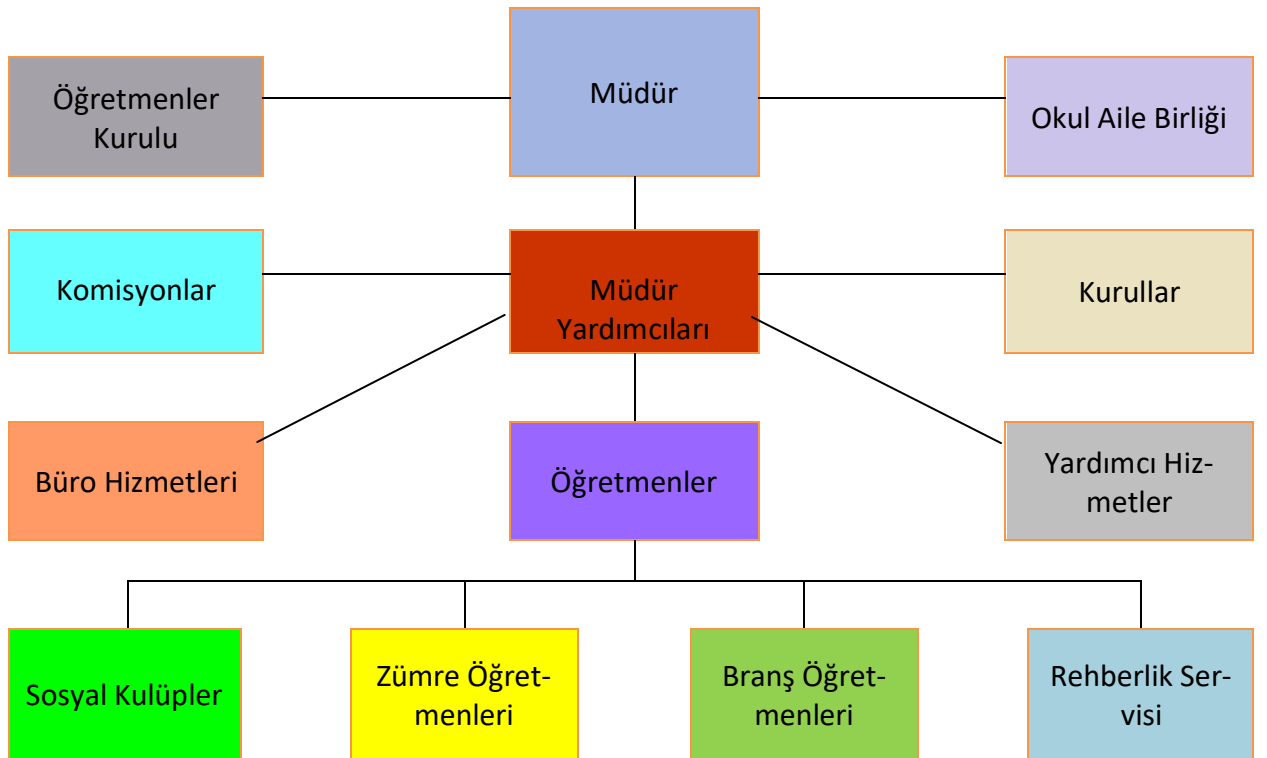 Öğretmenler
Kurulu
Müdür
Okul Aile Birliği
Komisyonlar
Müdür
Yardımcıları
Kurullar
Büro Hizmetleri
Öğretmenler
Yardımcı Hiz-
metler
Sosyal Kulüpler
Zümre Öğret-
menleri
Branş Öğret-
menleri
Rehberlik Ser-
visi